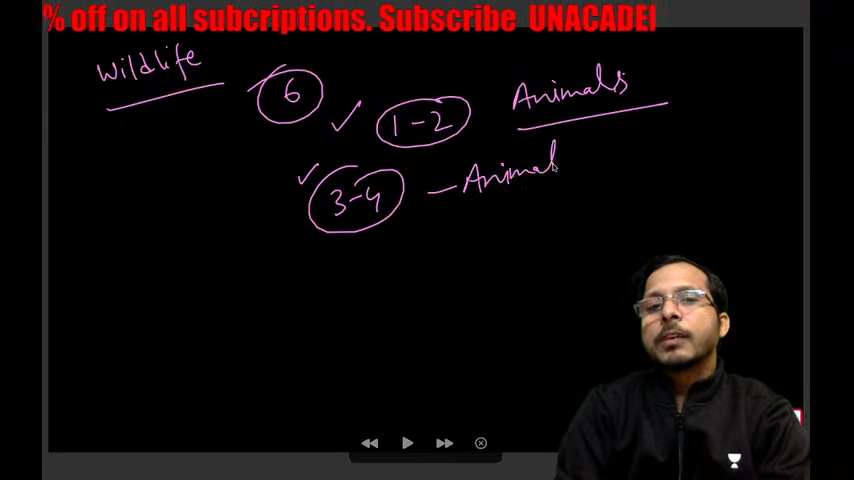 % off on all subcriptions. Subscribe UNACADE
Wildlife
6
1-2 Animals
3-4 - Animal